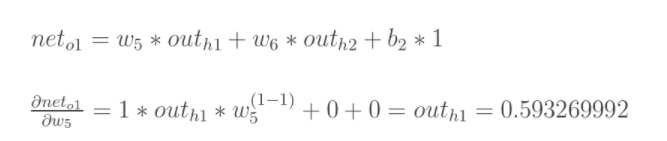 net_{o1} = w_5 * out_{h1} + w_6 * out_{h2} + b_2 * 1
\frac{\partial net_{o1}}{\partial w_5} = 1 * out_{h1} * w_5^{(1-1)} + 0 + 0 = out_{h1} = 0.593269992